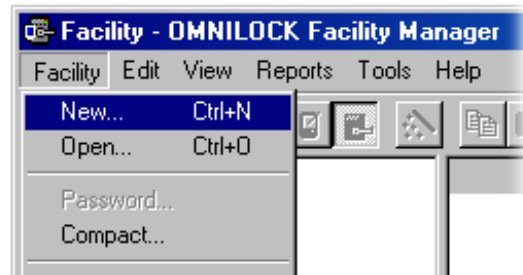 Facility - OMNILOCK Facility Manager
Facility Edit View Reports Tools Help
New... Ctrl+N
Open... Ctrl+O
Password...
Compact...